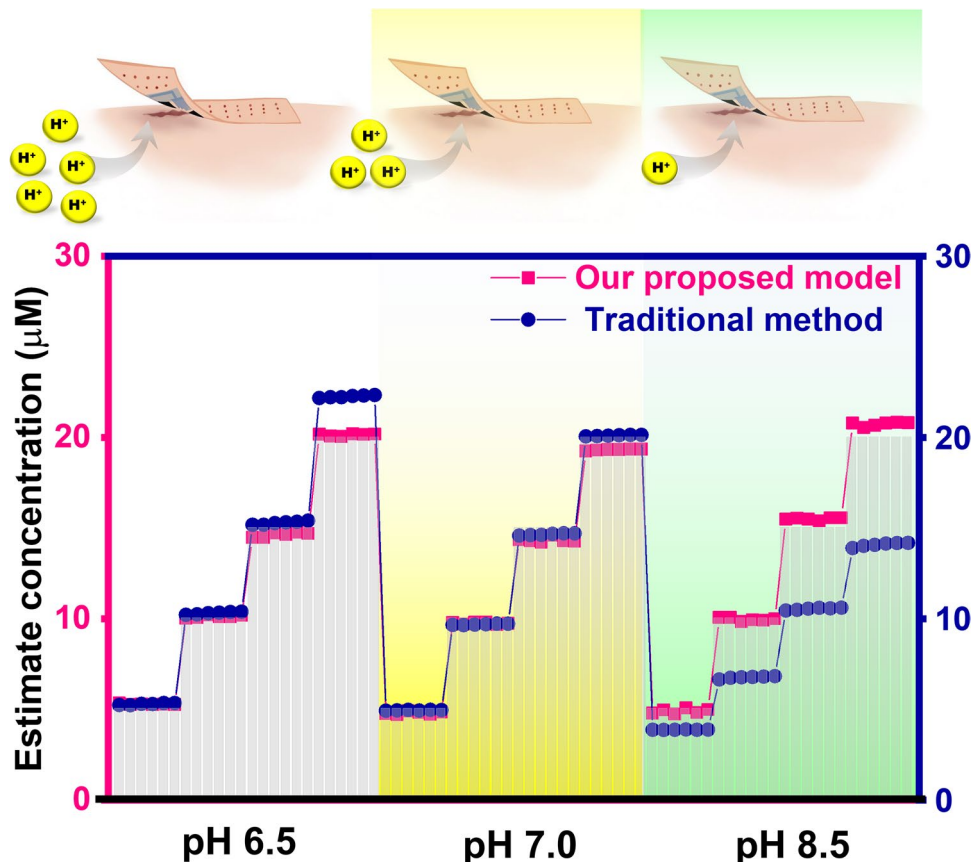 H⁺
H⁺
H⁺
H⁺
H⁺
H⁺
H⁺
H⁺
H⁺
30
30
Our proposed model
Traditional method
Estimate concentration (μM)
20
20
10
10
0
0
pH 6.5
pH 7.0
pH 8.5